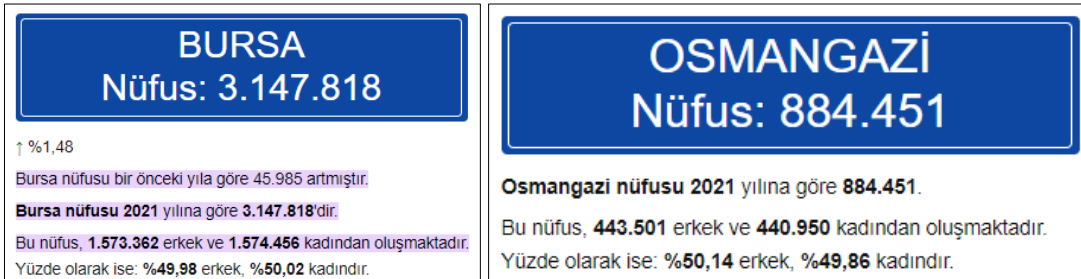 BURSA
Nüfus: 3.147.818
↑ %1,48
Bursa nüfusu bir önceki yıla göre 45.985 artmıştır.
Bursa nüfusu 2021 yılına göre 3.147.818'dir.
Bu nüfus, 1.573.362 erkek ve 1.574.456 kadından oluşmaktadır.
Yüzde olarak ise: %49,98 erkek, %50,02 kadındır.
OSMANGAZİ
Nüfus: 884.451
Osmangazi nüfusu 2021 yılına göre 884.451.
Bu nüfus, 443.501 erkek ve 440.950 kadından oluşmaktadır.
Yüzde olarak ise: %50,14 erkek, %49,86 kadındır.